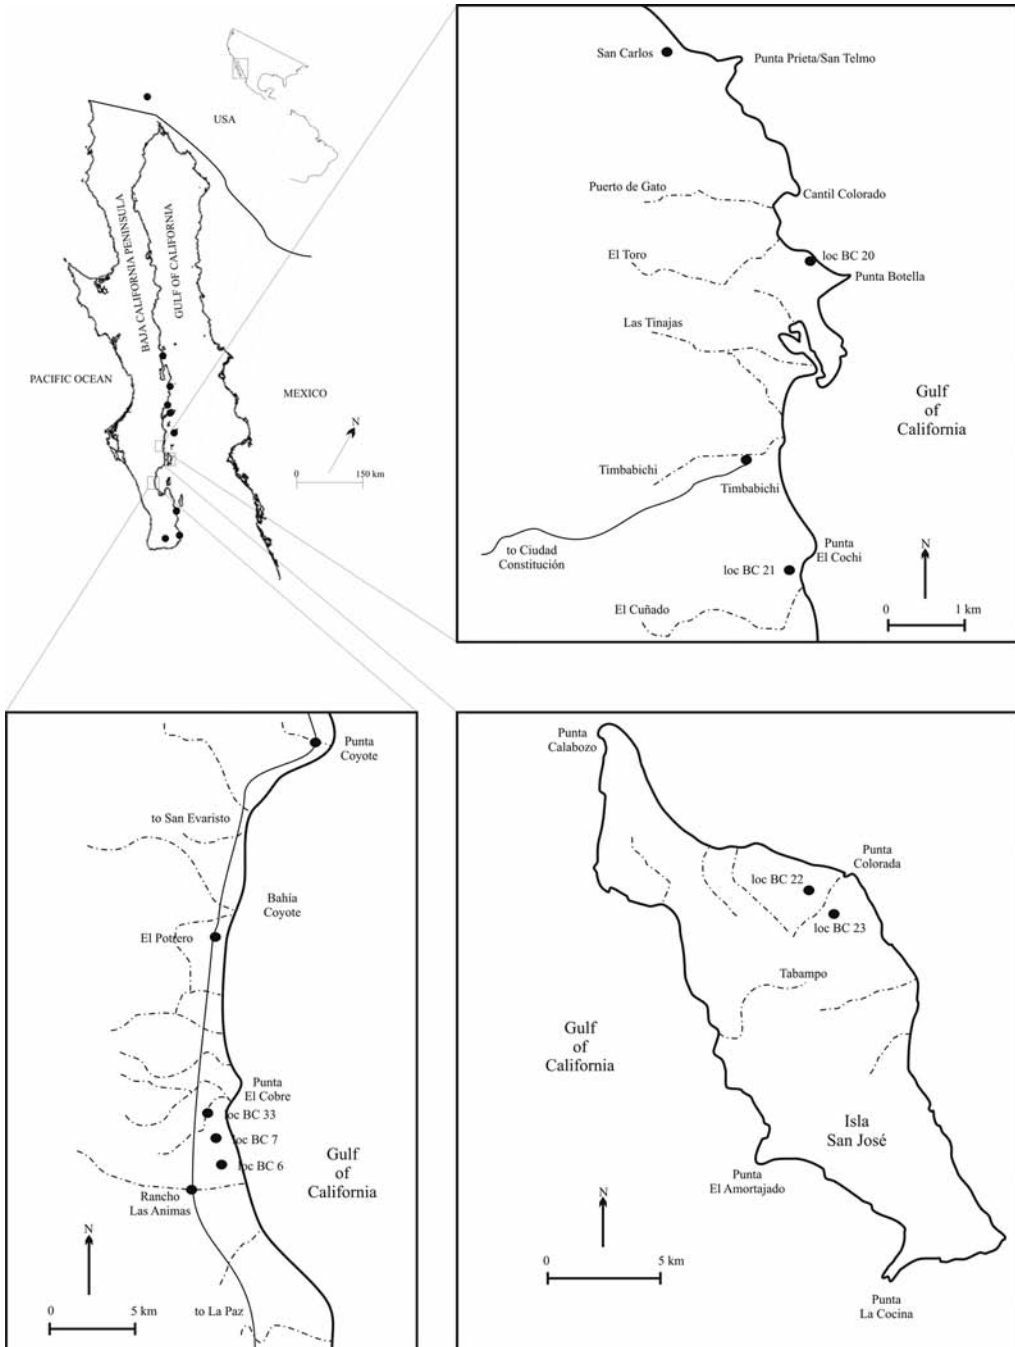 USA
BAJA CALIFORNIA PENINSULA
GULF OF CALIFORNIA
PACIFIC OCEAN
MEXICO
N
0
150 km
San Carlos
Punta Prieta/San Telmo
Puerto de Gato
Cantil Colorado
El Toro
loc BC 20
Punta Botella
Las Tinajas
Gulf
of
California
Timbabichi
Timbabichi
to Ciudad
Constitución
Punta
El Cochi
loc BC 21
N
El Cuñado
0
1 km
Punta
Coyote
to San Evaristo
Bahia
Coyote
El Potrero
Punta
El Cobre
loc BC 33
loc BC 7
loc BC 6
Gulf
of
California
Rancho
Las Animas
N
0
5 km
to La Paz
Punta
Calabozo
Punta
Colorada
loc BC 22
loc BC 23
Tabampo
Gulf
of
California
Isla
San José
Punta
El Amortajado
N
0
5 km
Punta
La Cocina